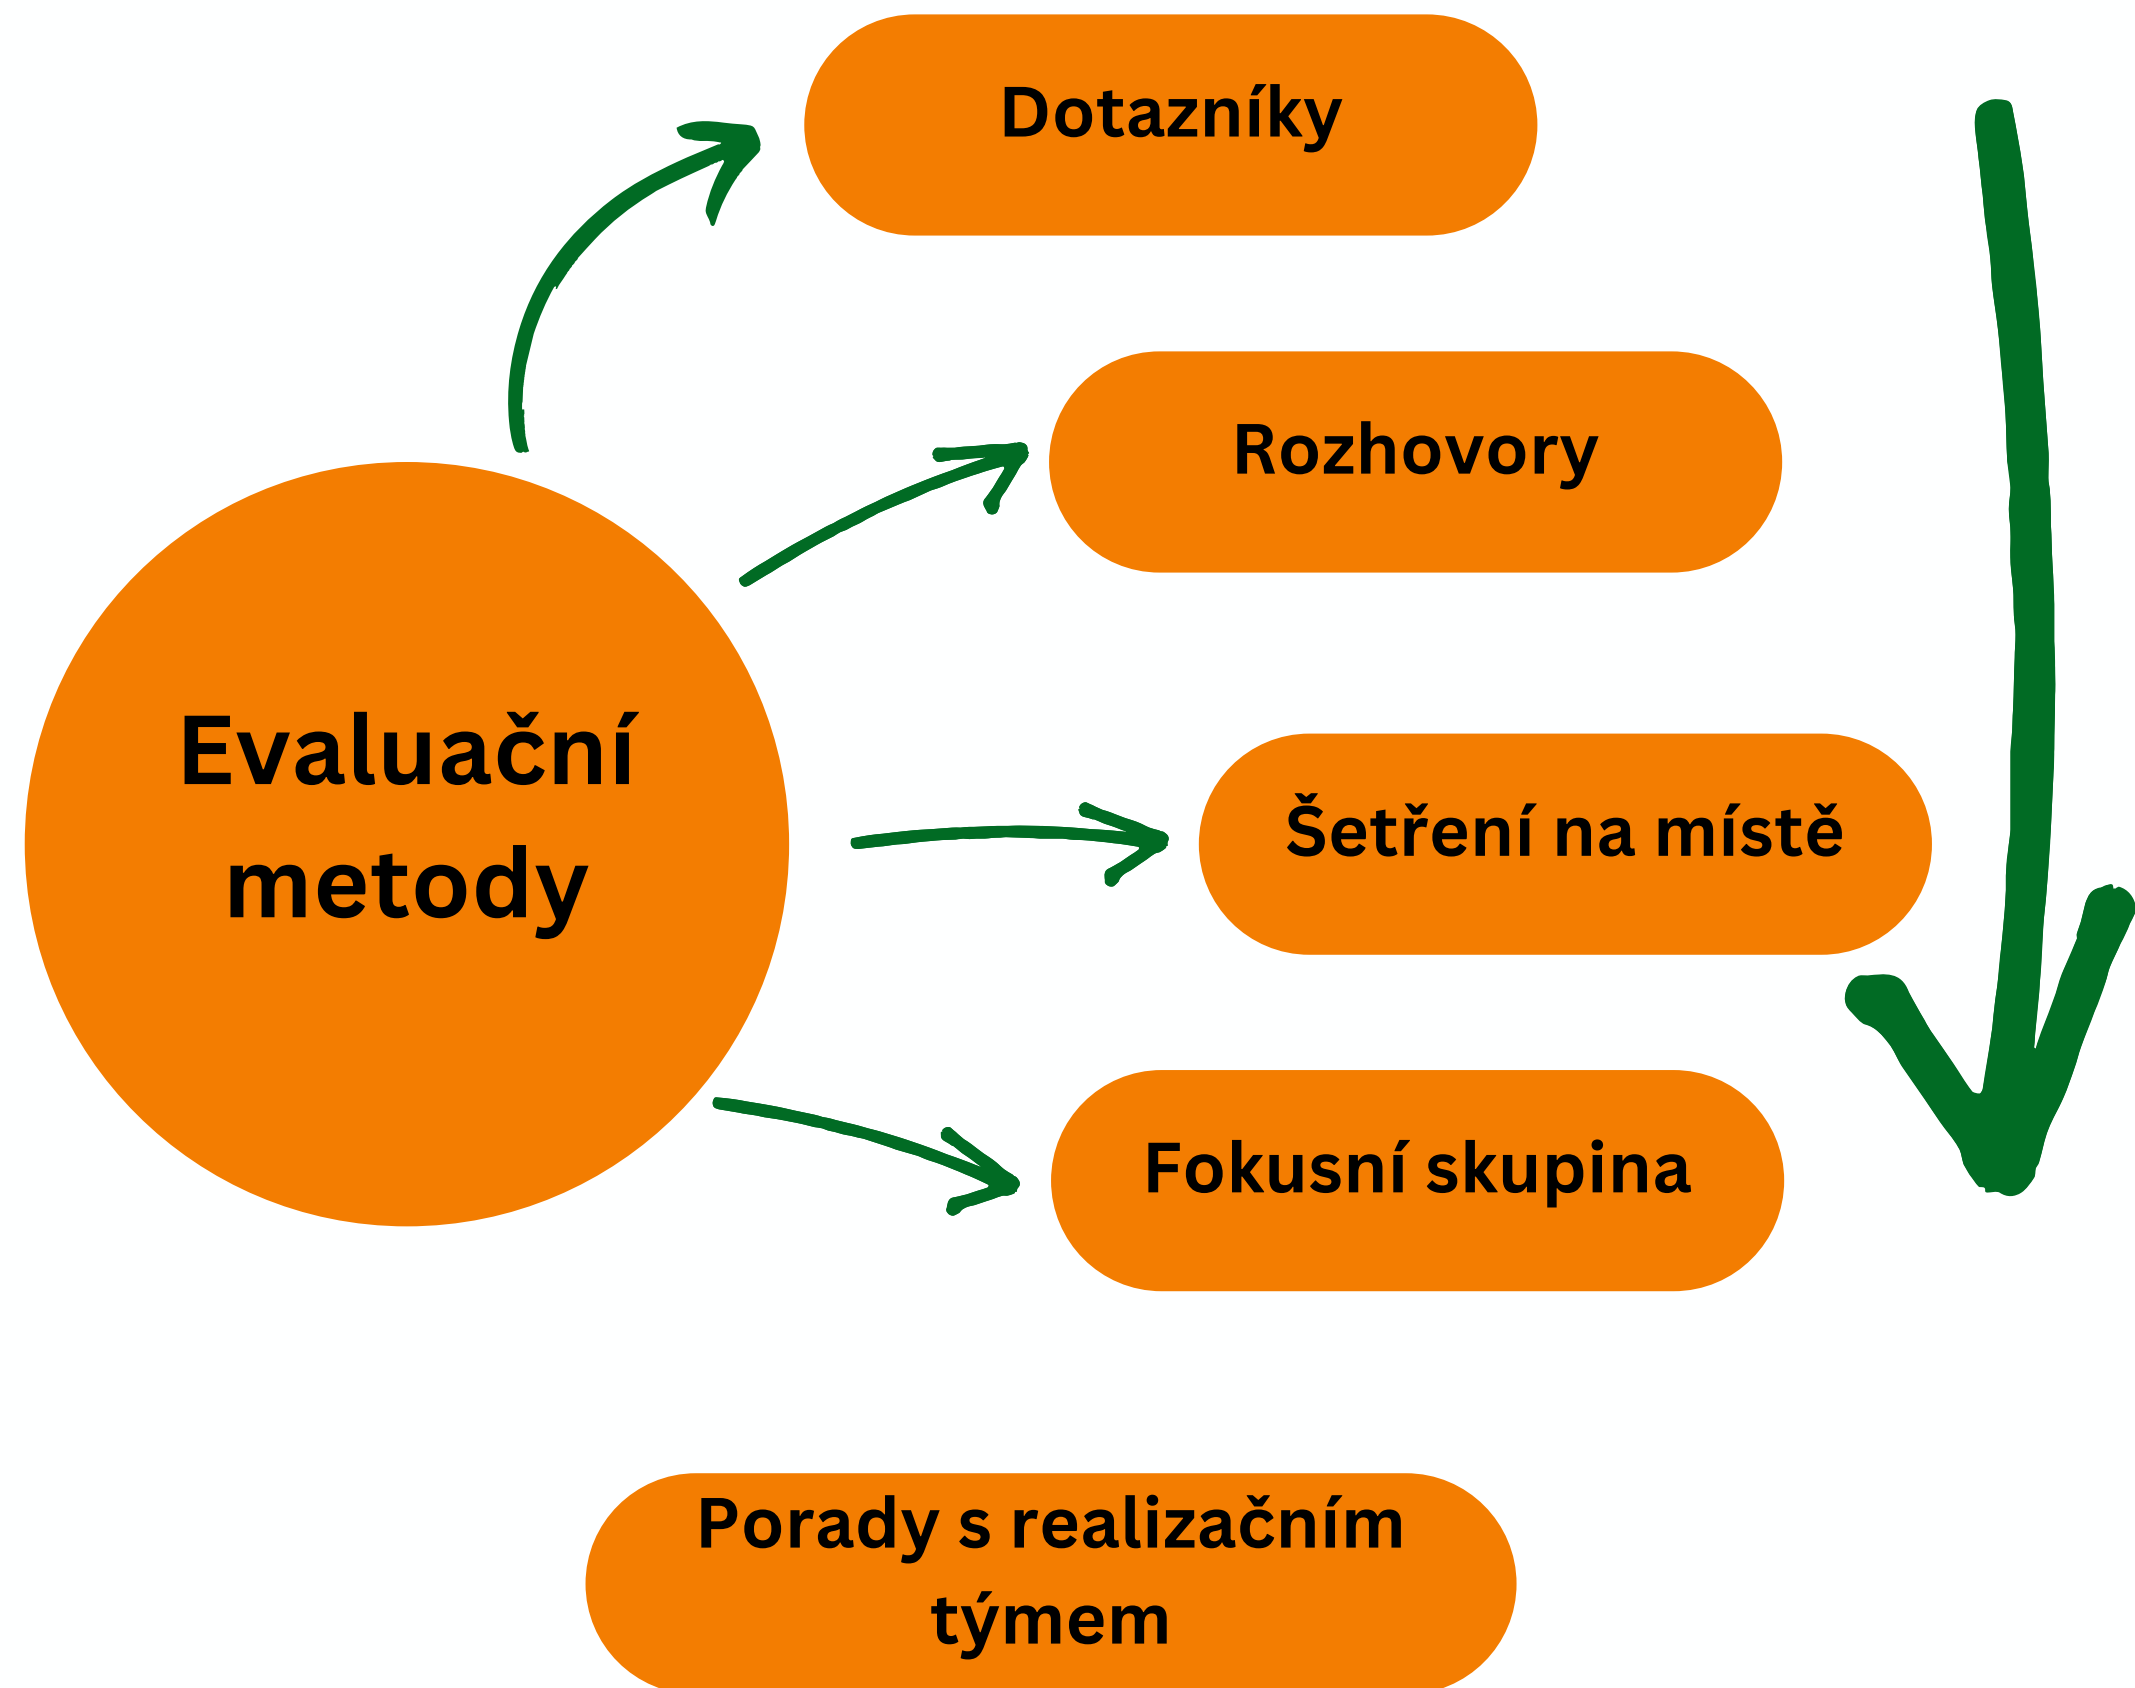 Dotazníky
Rozhovory
Evaluační
metody
Šetření na místě
Fokusní skupina
Porady s realizačním
týmem